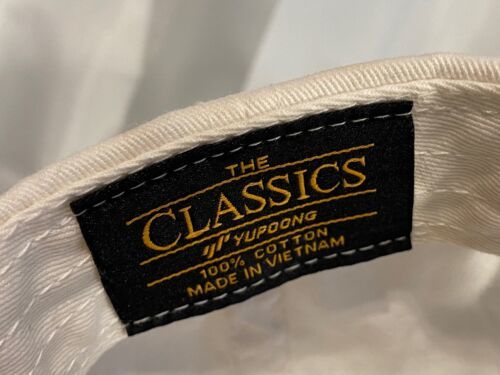 THE
CLASSICS
YUPOONG
100% COTTON
MADE IN VIETNAM